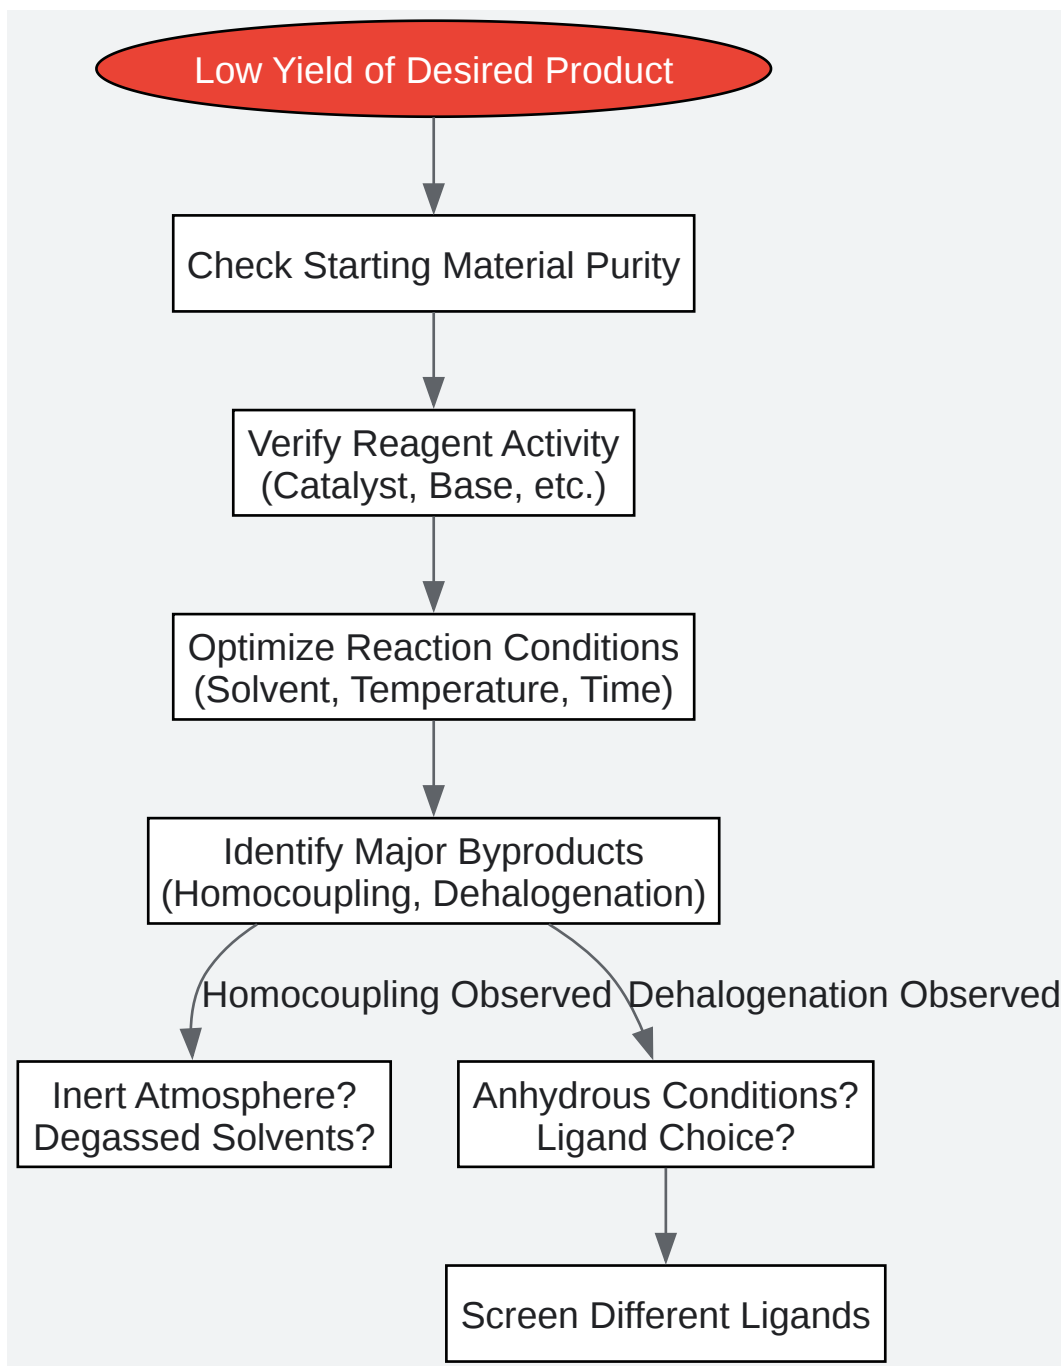 Low Yield of Desired Product
Check Starting Material Purity
Verify Reagent Activity
(Catalyst, Base, etc.)
Optimize Reaction Conditions
(Solvent, Temperature, Time)
Identify Major Byproducts
(Homocoupling, Dehalogenation)
Homocoupling Observed
Dehalogenation Observed
Inert Atmosphere?
Degassed Solvents?
Anhydrous Conditions?
Ligand Choice?
Screen Different Ligands